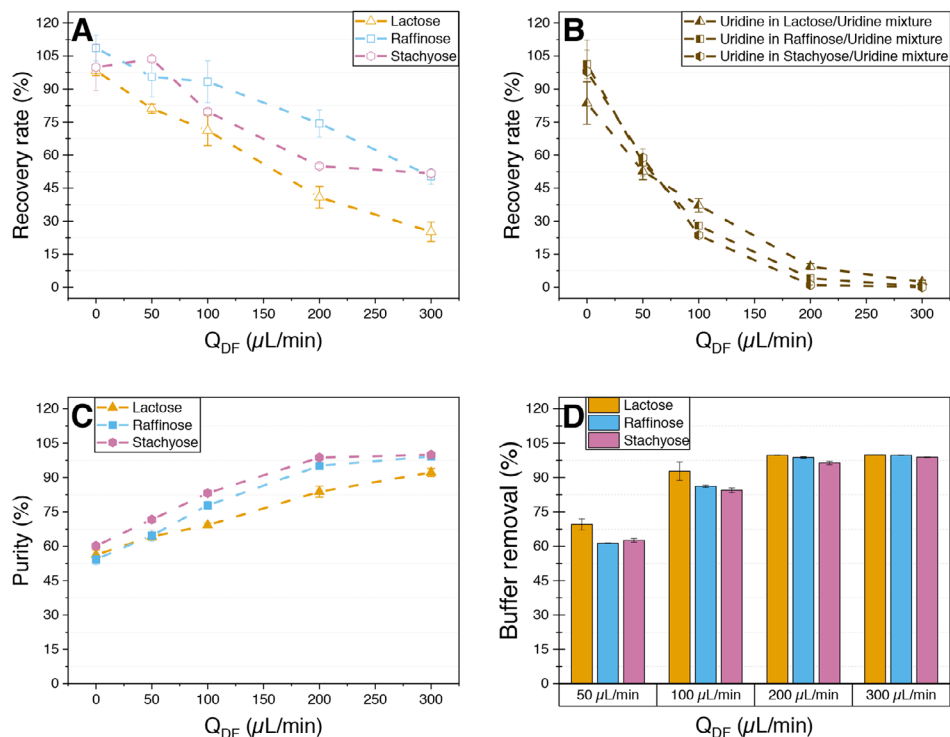 A
Lactose
Raffinose
Stachyose
Recovery rate (%)
120
105
90
75
60
45
30
15
0
0 50 100 150 200 250 300
Q_DF (µL/min)
B
Uridine in Lactose/Uridine mixture
Uridine in Raffinose/Uridine mixture
Uridine in Stachyose/Uridine mixture
Recovery rate (%)
120
105
90
75
60
45
30
15
0
0 50 100 150 200 250 300
Q_DF (µL/min)
C
Lactose
Raffinose
Stachyose
Purity (%)
120
105
90
75
60
45
30
15
0
0 50 100 150 200 250 300
Q_DF (µL/min)
D
Lactose
Raffinose
Stachyose
Buffer removal (%)
120
105
90
75
60
45
30
15
0
50 µL/min 100 µL/min 200 µL/min 300 µL/min
Q_DF (µL/min)